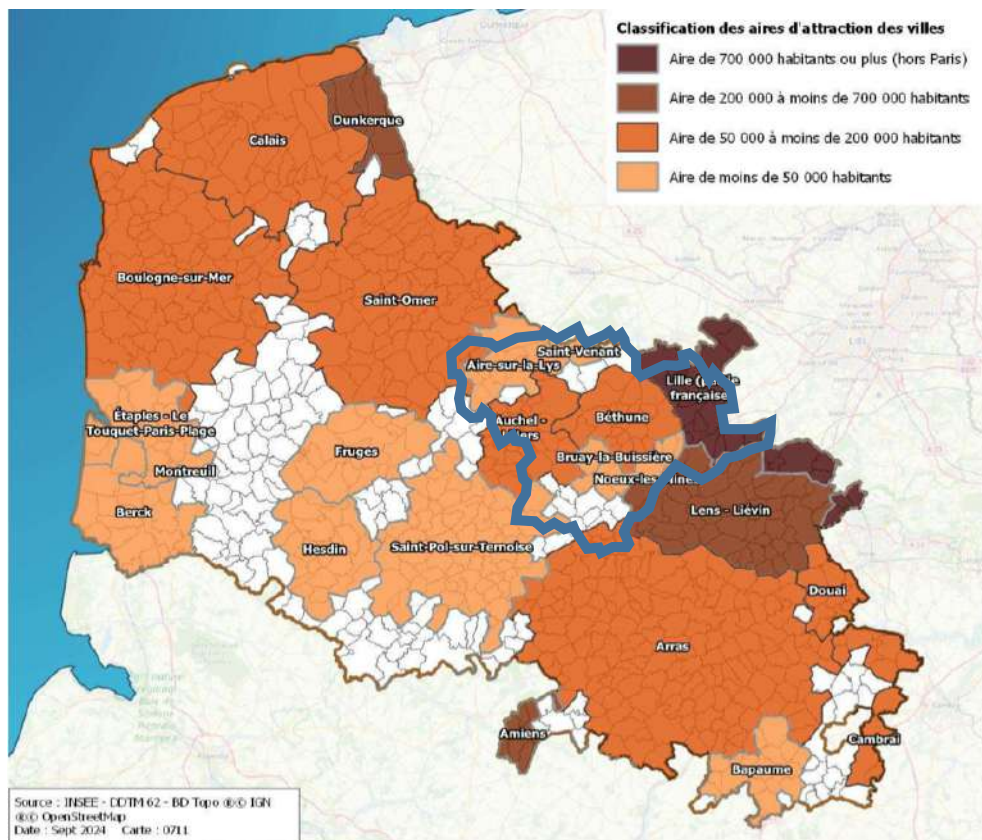 Classification des aires d'attraction des villes
Aire de 700 000 habitants ou plus (hors Paris)
Aire de 200 000 à moins de 700 000 habitants
Aire de 50 000 à moins de 200 000 habitants
Aire de moins de 50 000 habitants
Dunkerque
Calais
Boulogne-sur-Mer
Saint-Omer
Saint-Venant
Aire-sur-la-Lys
Lille
française
Étaples - Le
Touquet-Paris-Plage
Auchel -
Béthune
Montreuil
Fruges
Bruay-la-Buissière
Berck
Lens - Liévin
Hesdin
Saint-Pol-sur-Ternoise
Douai
Arras
Amiens
Cambrai
Bapaume
Source : INSEE - DDTM 62 - BD Topo ®© IGN
®© OpenStreetMap
Date : Sept 2024 Carte : 0711